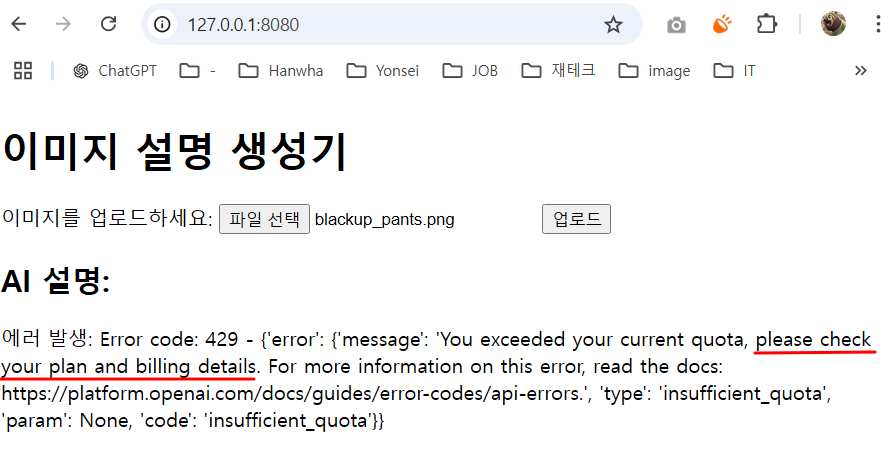 127.0.0.1:8080
ChatGPT - Hanwha Yonsei JOB 재테크 image IT
이미지 설명 생성기
이미지를 업로드하세요: 파일 선택 blackup_pants.png 업로드
AI 설명:
에러 발생: Error code: 429 - {'error': {'message': 'You exceeded your current quota, please check
your plan and billing details. For more information on this error, read the docs:
https://platform.openai.com/docs/guides/error-codes/api-errors.', 'type': 'insufficient_quota',
'param': None, 'code': 'insufficient_quota'}}